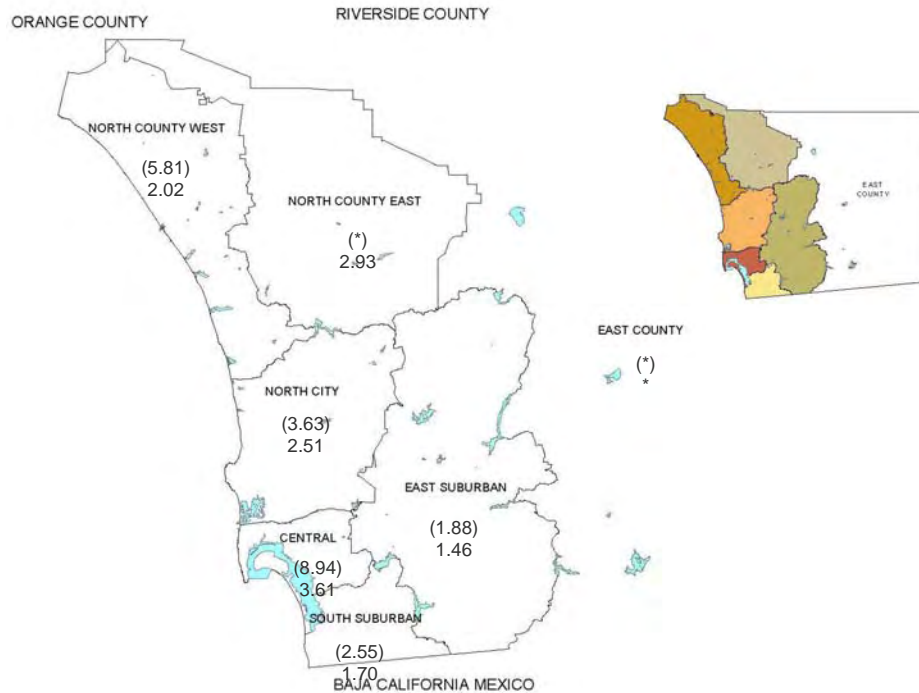 RIVERSIDE COUNTY
ORANGE COUNTY
NORTH COUNTY WEST
(5.81)
2.02
NORTH COUNTY EAST
(*)
2.93
EAST
COUNTY
EAST COUNTY
(*)
*
NORTH CITY
(3.63)
2.51
EAST SUBURBAN
(1.88)
1.46
CENTRAL
(8.94)
3.61
SOUTH SUBURBAN
(2.55)
1.70
BAJA CALIFORNIA MEXICO